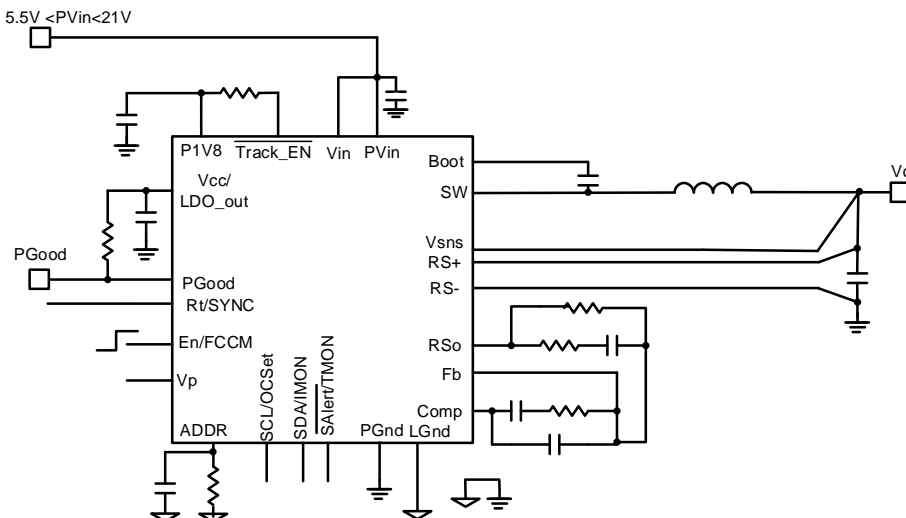 5.5V <PVin<21V
P1V8
Track_EN
Vin
PVin
Boot
SW
Vcc/
LDO_out
Vsns
RS+
RS-
PGood
PGood
Rt/SYNC
En/FCCM
Vp
ADDR
SCL/OCSet
SDA/IMON
SAlert/TMON
PGnd
LGnd
RSo
Fb
Comp